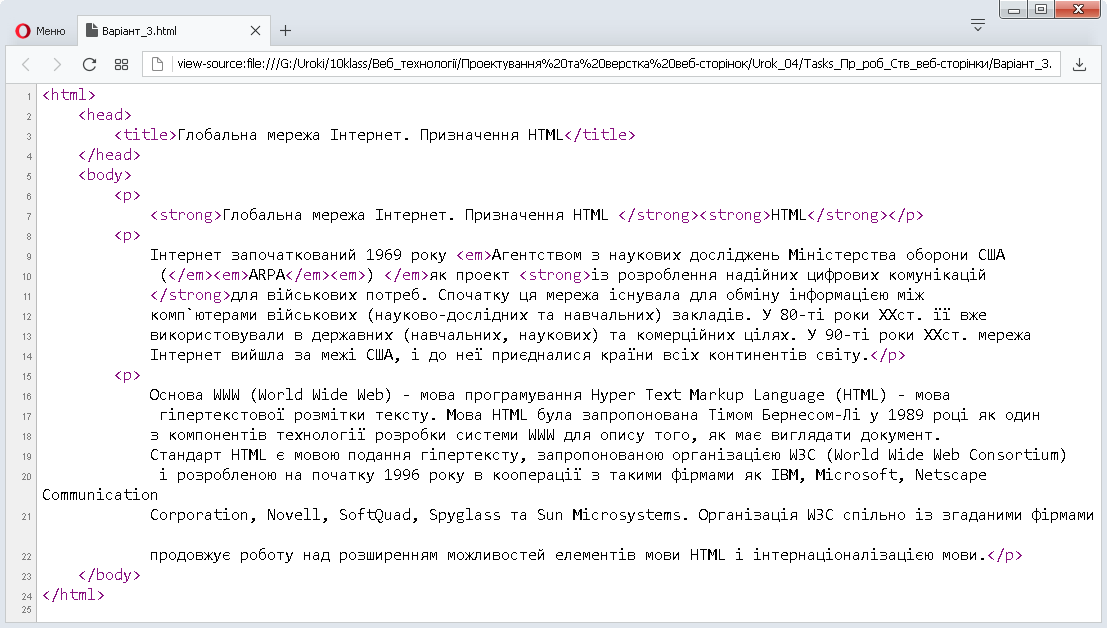 Меню
Варіант_3.html
view-source:file:///G:/Uroki/10klass/Веб_технології/Проектування%20та%20верстка%20веб-сторінок/Urok_04/Tasks_Пр_роб_Ств_веб-сторінки/Варіант_3.
1 <html>
2 <head>
3 <title>Глобальна мережа Інтернет. Призначення HTML</title>
4 </head>
5 <body>
6 <p>
7 <strong>Глобальна мережа Інтернет. Призначення HTML </strong><strong>HTML</strong></p>
8 <p>
9 Інтернет започаткований 1969 року <em>Агентством з наукових досліджень Міністерства оборони США
10 (</em><em>ARPA</em><em>) </em>як проект <strong>із розроблення надійних цифрових комунікацій
11 </strong>для військових потреб. Спочатку ця мережа існувала для обміну інформацією між
12 комп`ютерами військових (науково-дослідних та навчальних) закладів. У 80-ті роки ХХст. її вже
13 використовували в державних (навчальних, наукових) та комерційних цілях. У 90-ті роки ХХст. мережа
14 Інтернет вийшла за межі США, і до неї приєдналися країни всіх континентів світу.</p>
15 <p>
16 Основа WWW (World Wide Web) - мова програмування Hyper Text Markup Language (HTML) - мова
17 гіпертекстової розмітки тексту. Мова HTML була запропонована Тімом Бернесом-Лі у 1989 році як один
18 з компонентів технології розробки системи WWW для опису того, як має виглядати документ.
19 Стандарт HTML є мовою подання гіпертексту, запропонованою організацією W3C (World Wide Web Consortium)
20 і розробленою на початку 1996 року в кооперації з такими фірмами як IBM, Microsoft, Netscape
Communication
21 Corporation, Novell, SoftQuad, Spyglass та Sun Microsystems. Організація W3C спільно із згаданими фірмами
22 продовжує роботу над розширенням можливостей елементів мови HTML і інтернаціоналізацією мови.</p>
23 </body>
24 </html>
25